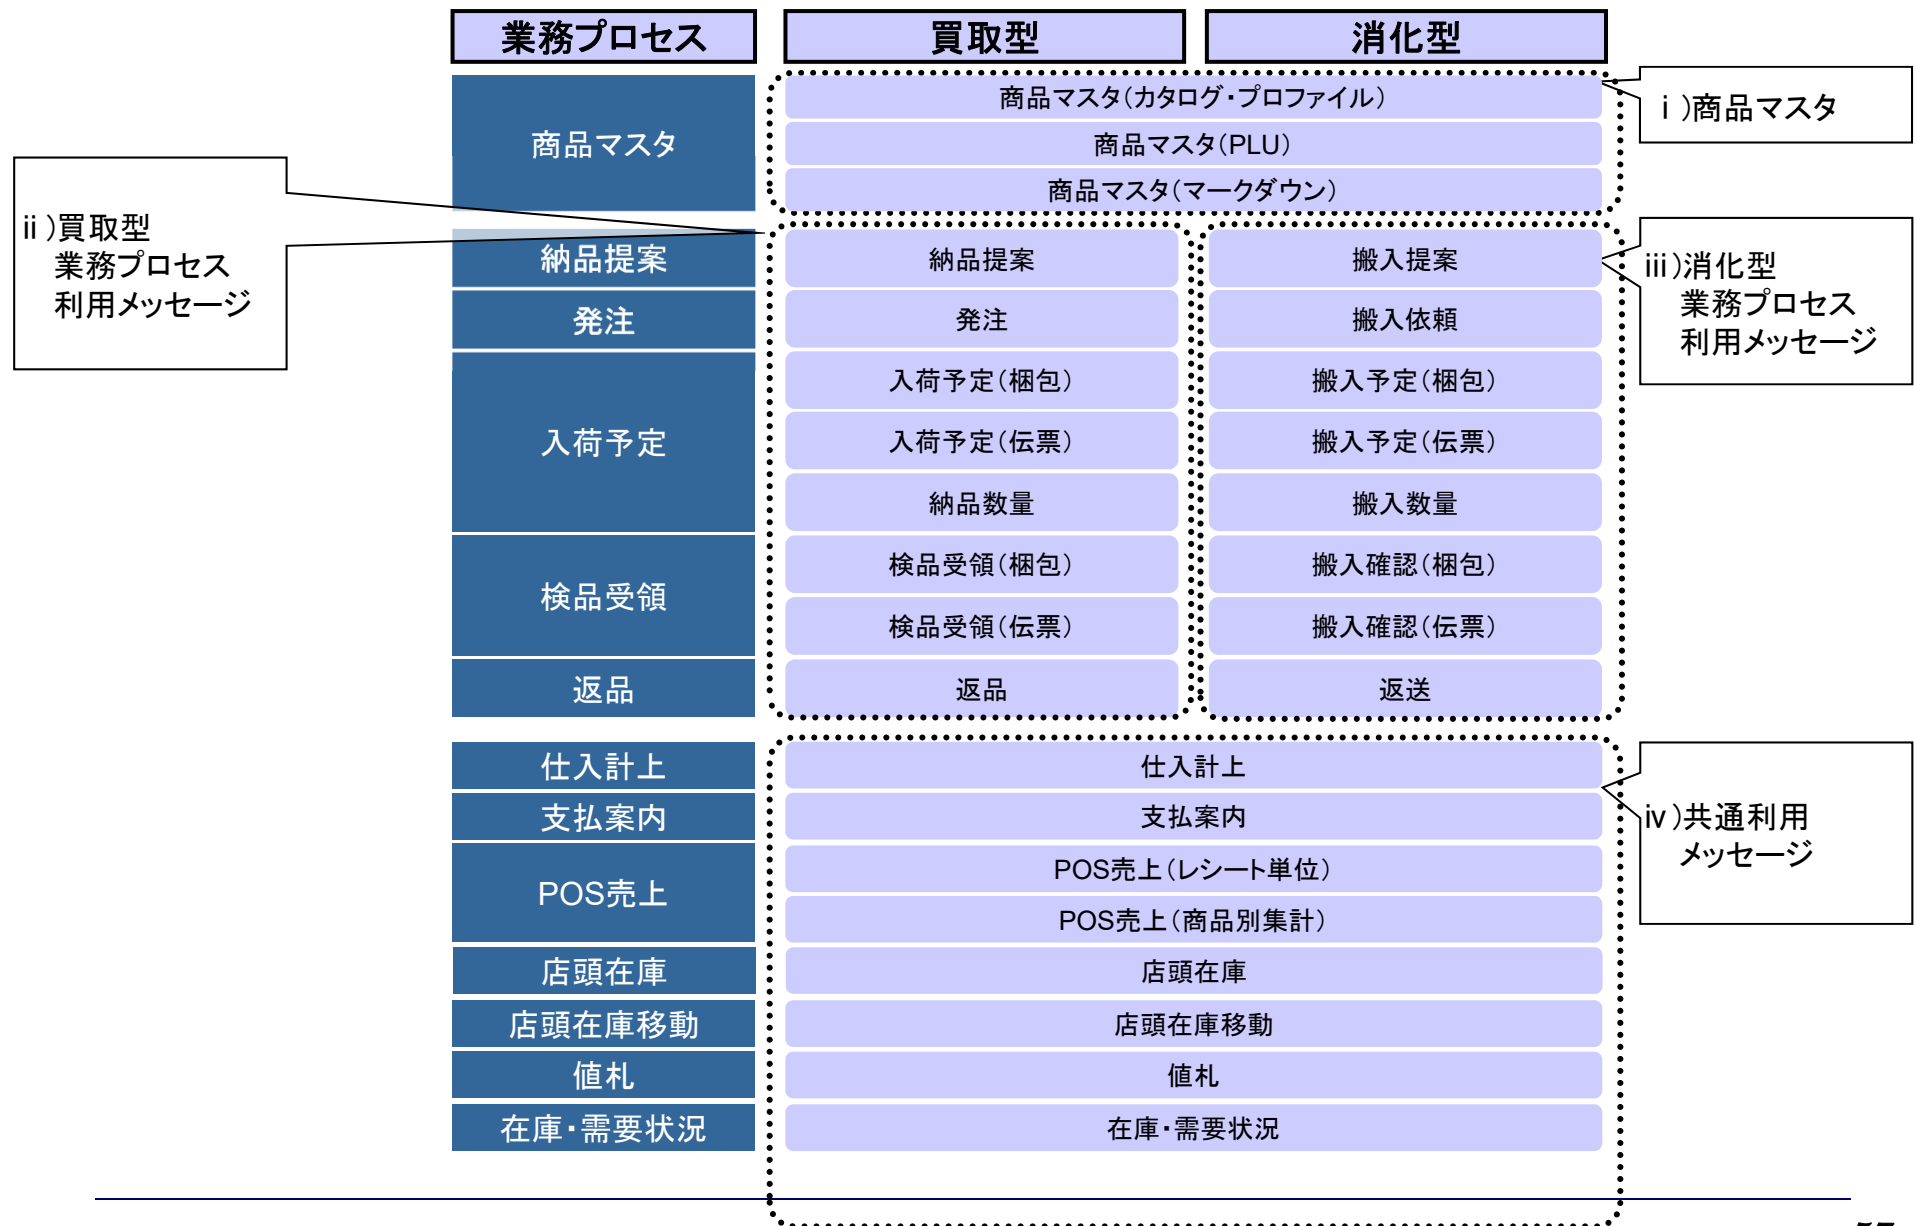 業務プロセス
買取型
消化型
商品マスタ
商品マスタ(カタログ・プロファイル)
商品マスタ(PLU)
商品マスタ(マークダウン)
ⅰ)商品マスタ
ⅱ)買取型
業務プロセス
利用メッセージ
納品提案
納品提案
搬入提案
ⅲ)消化型
業務プロセス
利用メッセージ
発注
発注
搬入依頼
入荷予定
入荷予定(梱包)
搬入予定(梱包)
入荷予定(伝票)
搬入予定(伝票)
納品数量
搬入数量
検品受領
検品受領(梱包)
搬入確認(梱包)
検品受領(伝票)
搬入確認(伝票)
返品
返品
返送
仕入計上
仕入計上
支払案内
支払案内
ⅳ)共通利用
メッセージ
POS売上
POS売上(レシート単位)
POS売上(商品別集計)
店頭在庫
店頭在庫
店頭在庫移動
店頭在庫移動
値札
値札
在庫・需要状況
在庫・需要状況